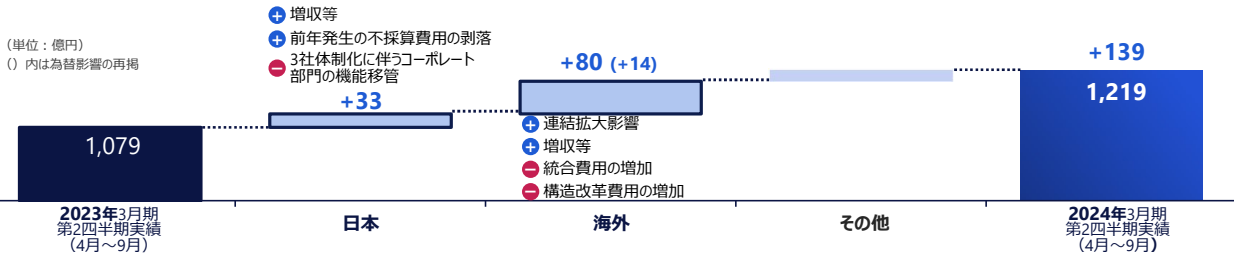 （単位：億円）
（）内は為替影響の再掲
＋ 増収等
＋ 前年発生の不採算費用の剥落
－ 3社体制化に伴うコーポレート
部門の機能移管
+33
+80 (+14)
＋ 連結拡大影響
＋ 増収等
－ 統合費用の増加
－ 構造改革費用の増加
+139
1,219
1,079
2023年3月期
第2四半期実績
（4月～9月）
日本
海外
その他
2024年3月期
第2四半期実績
（4月～9月）